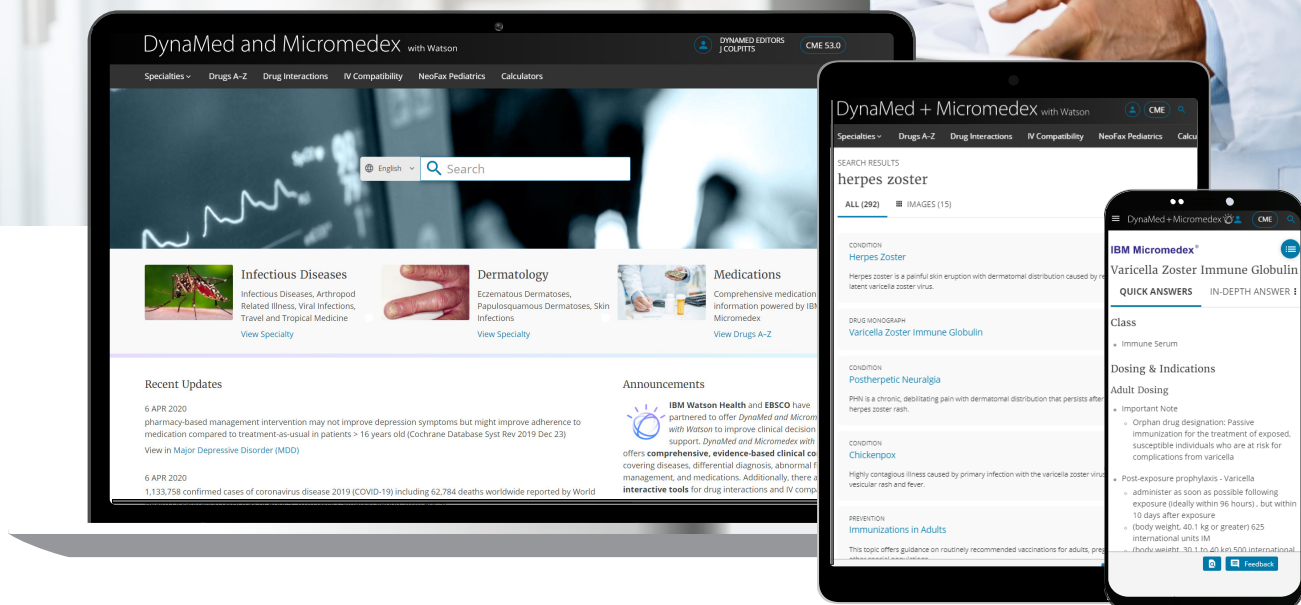 DynaMed and Micromedex with Watson
DYNAMED EDITORS
J COLPITTS
CME 53.0
Specialties Drugs A–Z Drug Interactions IV Compatibility NeoFax Pediatrics Calculators
English Search
Infectious Diseases
Infectious Diseases, Arthropod
Related Illness, Viral Infections,
Travel and Tropical Medicine
View Specialty
Dermatology
Eczematous Dermatoses,
Papulosquamous Dermatoses, Skin
Infections
View Specialty
Medications
Comprehensive medication
information powered by IBM
Micromedex
View Drugs A–Z
Recent Updates
6 APR 2020
pharmacy-based management intervention may not improve depression symptoms but might improve adherence to
medication compared to treatment-as-usual in patients > 16 years old (Cochrane Database Syst Rev 2019 Dec 23)
View in Major Depressive Disorder (MDD)
6 APR 2020
1,133,758 confirmed cases of coronavirus disease 2019 (COVID-19) including 62,784 deaths worldwide reported by World
Announcements
IBM Watson Health and EBSCO have
partnered to offer DynaMed and Microm
with Watson to improve clinical decision
support. DynaMed and Micromedex with
offers comprehensive, evidence-based clinical co
covering diseases, differential diagnosis, abnormal f
management, and medications. Additionally, there a
interactive tools for drug interactions and IV compa
DynaMed + Micromedex with Watson
CME
Specialties Drugs A–Z Drug Interactions IV Compatibility NeoFax Pediatrics Calcu
SEARCH RESULTS
herpes zoster
ALL (292) IMAGES (15)
CONDITION
Herpes Zoster
Herpes zoster is a painful skin eruption with dermatomal distribution caused by re
latent varicella zoster virus.
DRUG MONOGRAPH
Varicella Zoster Immune Globulin
CONDITION
Postherpetic Neuralgia
PHN is a chronic, debilitating pain with dermatomal distribution that persists after
herpes zoster rash.
CONDITION
Chickenpox
Highly contagious illness caused by primary infection with the varicella zoster virus
vesicular rash and fever.
PREVENTION
Immunizations in Adults
This topic offers guidance on routinely recommended vaccinations for adults, preg
other special populations
DynaMed + Micromedex CME
IBM Micromedex®
Varicella Zoster Immune Globulin
QUICK ANSWERS IN-DEPTH ANSWER
Class
Immune Serum
Dosing & Indications
Adult Dosing
Important Note
Orphan drug designation: Passive
immunization for the treatment of exposed,
susceptible individuals who are at risk for
complications from varicella
Post-exposure prophylaxis - Varicella
administer as soon as possible following
exposure (ideally within 96 hours) , but within
10 days after exposure
(body weight, 40.1 kg or greater) 625
international units IM
(body weight, 30.1 to 40 kg) 500 international
Feedback